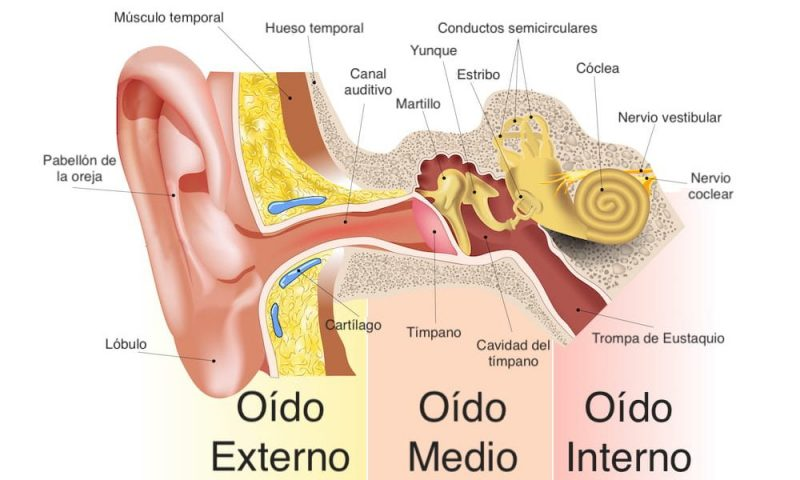 Músculo temporal
Hueso temporal
Conductos semicirculares
Yunque
Canal
auditivo
Estribo
Cóclea
Martillo
Nervio vestibular
Pabellón de
la oreja
Nervio
coclear
Cartílago
Tímpano
Cavidad del
tímpano
Trompa de Eustaquio
Lóbulo
Oído
Externo
Oído
Medio
Oído
Interno